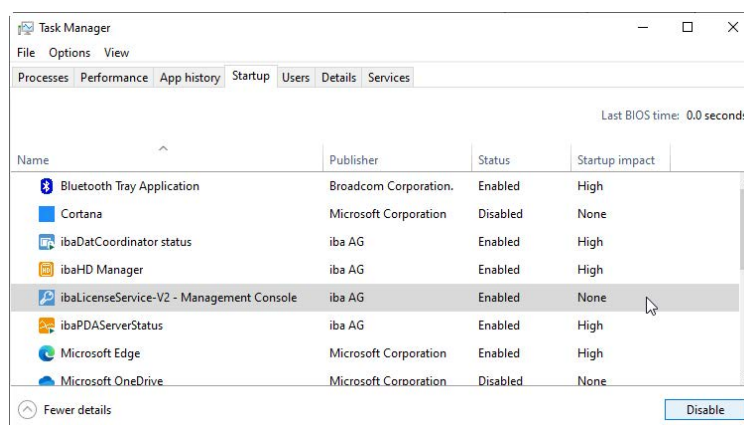 Task Manager
File Options View
Processes Performance App history Startup Users Details Services
Last BIOS time: 0.0 seconds
Name Publisher Status Startup impact
Bluetooth Tray Application Broadcom Corporation. Enabled High
Cortana Microsoft Corporation Disabled None
ibaDatCoordinator status iba AG Enabled High
ibaHD Manager iba AG Enabled High
ibaLicenseService-V2 - Management Console iba AG Enabled None
ibaPDAServerStatus iba AG Enabled High
Microsoft Edge Microsoft Corporation Enabled High
Microsoft OneDrive Microsoft Corporation Disabled None
Fewer details Disable